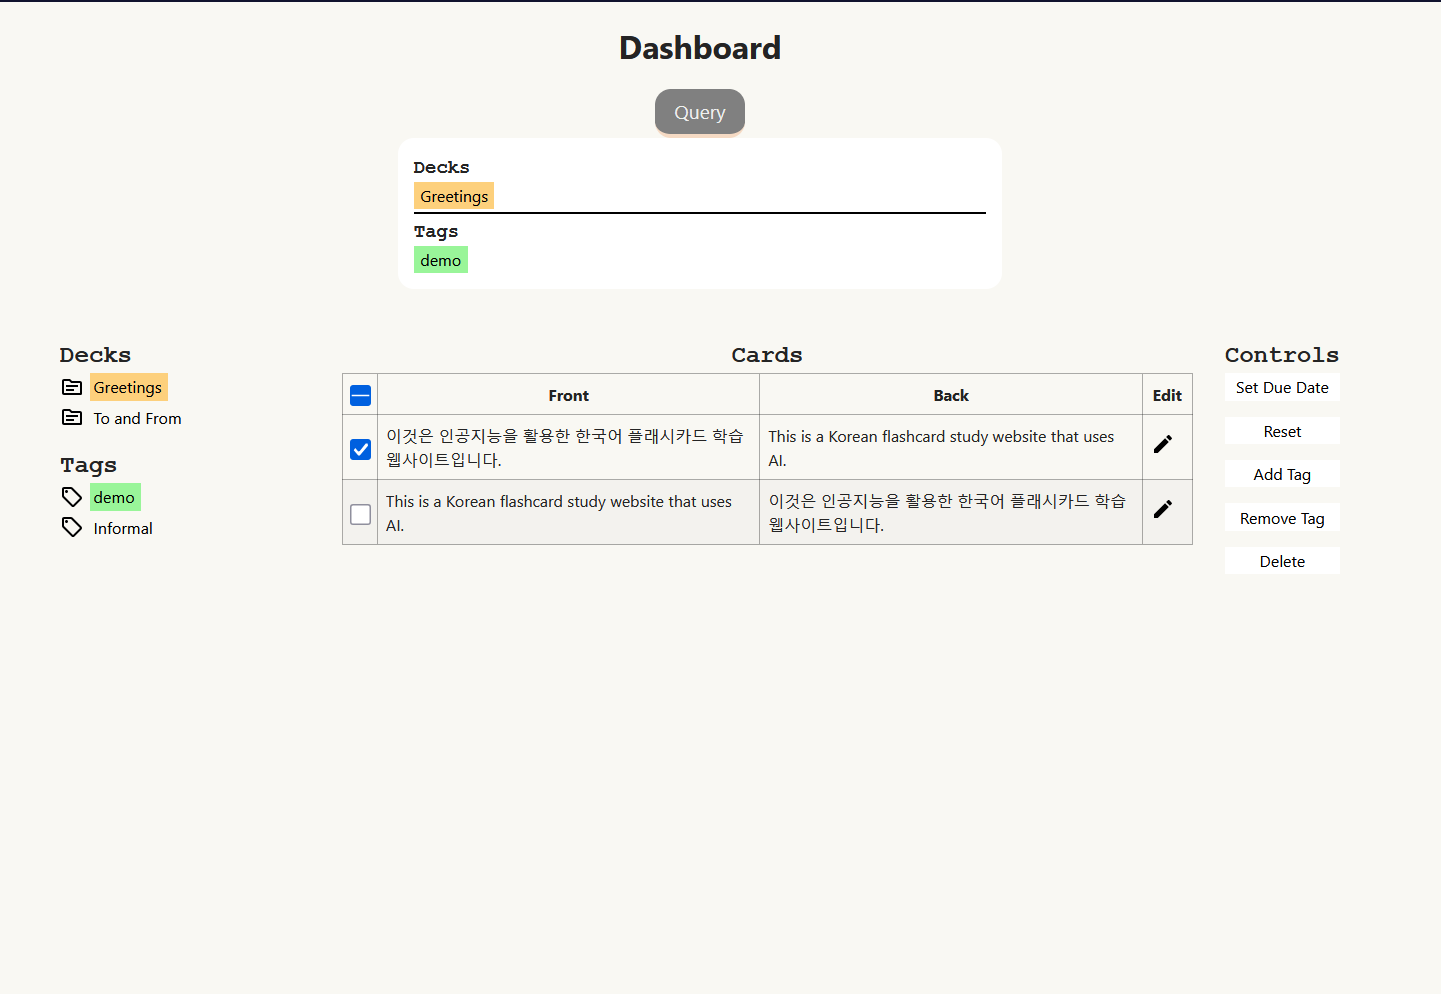 Dashboard
Query
Decks
Greetings
Tags
demo
Decks
Greetings
To and From
Tags
demo
Informal
Cards
Front Back Edit
이것은 인공지능을 활용한 한국어 플래시카드 학습
웹사이트입니다.
This is a Korean flashcard study website that uses
AI.
This is a Korean flashcard study website that uses
AI.
이것은 인공지능을 활용한 한국어 플래시카드 학습
웹사이트입니다.
Controls
Set Due Date
Reset
Add Tag
Remove Tag
Delete